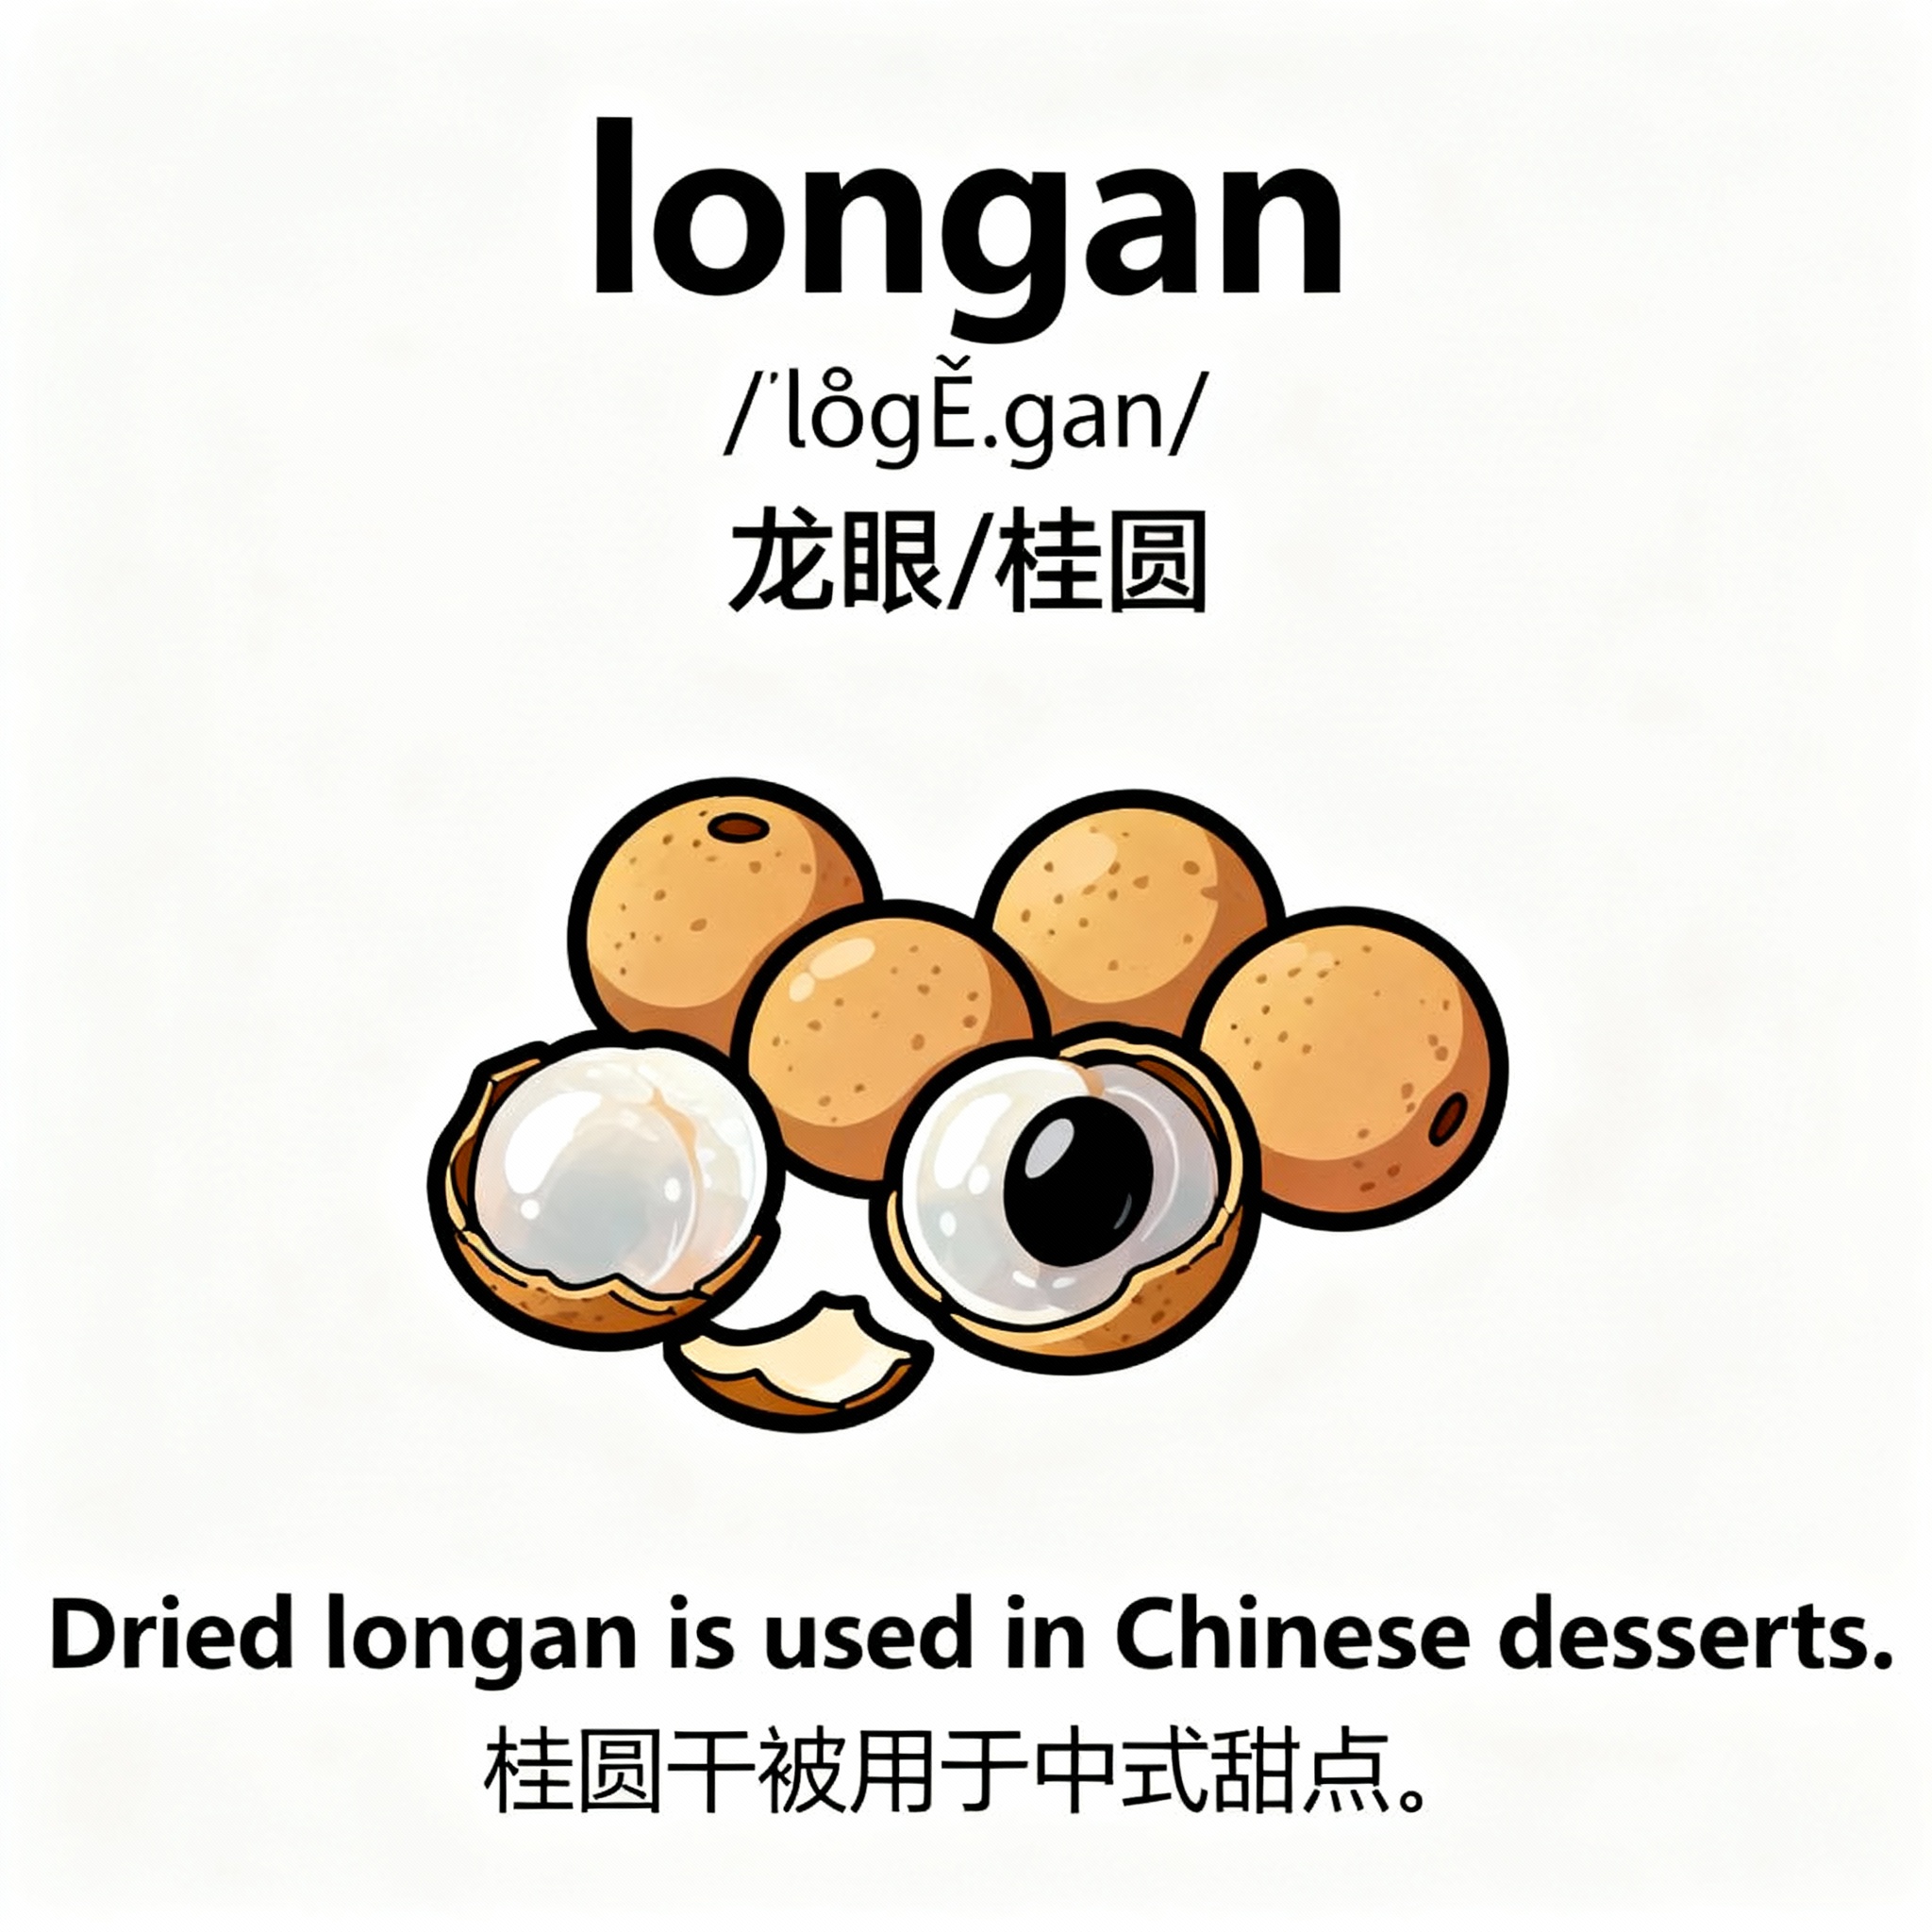 longan
/ˈlo̊gĚ.gan/
龙眼/桂圆
Dried longan is used in Chinese desserts.
桂圆干被用于中式甜点。